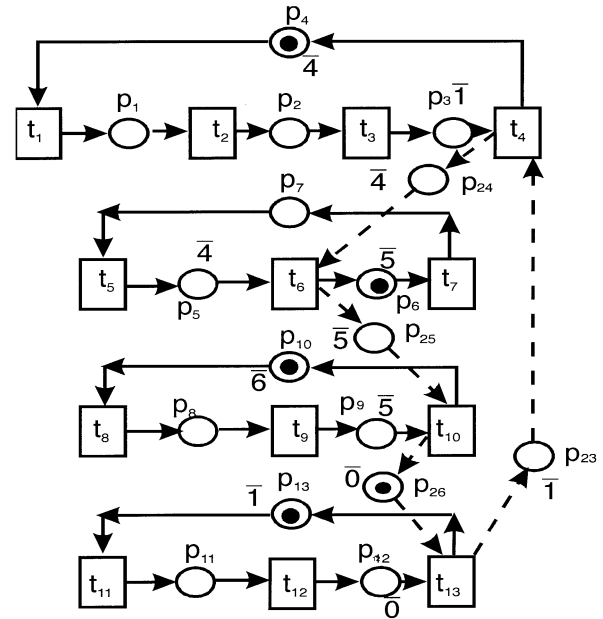 p₄
4̅
p₁ p₂ p₃ 1̅
t₁ t₂ t₃ t₄
4̅ p₂₄
p₇
4̅ 5̅
t₅ t₆ t₇
p₅ p₆
5̅ p₂₅
p₁₀
6̅
p₈ p₉ 5̅
t₈ t₉ t₁₀
p₂₃
0̅ p₂₆ 1̅
p₁₃
1̅
p₁₁ p₁₂
t₁₁ t₁₂ t₁₃
0̅